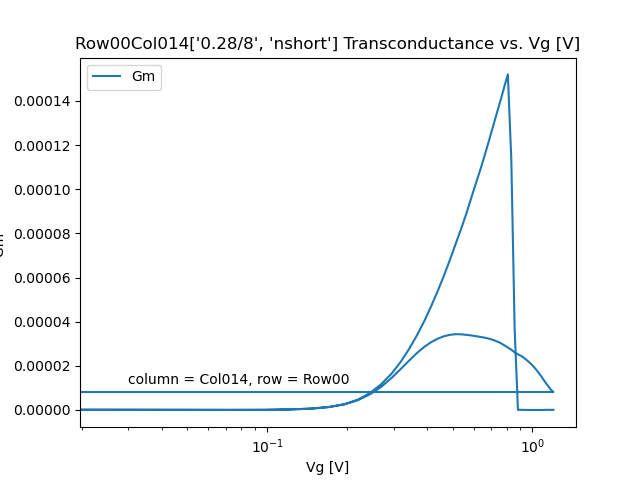 Row00Col014['0.28/8', 'nshort'] Transconductance vs. Vg [V]
Gm
0.00014
0.00012
0.00010
0.00008
0.00006
0.00004
0.00002
0.00000
column = Col014, row = Row00
10⁻¹
10⁰
Vg [V]